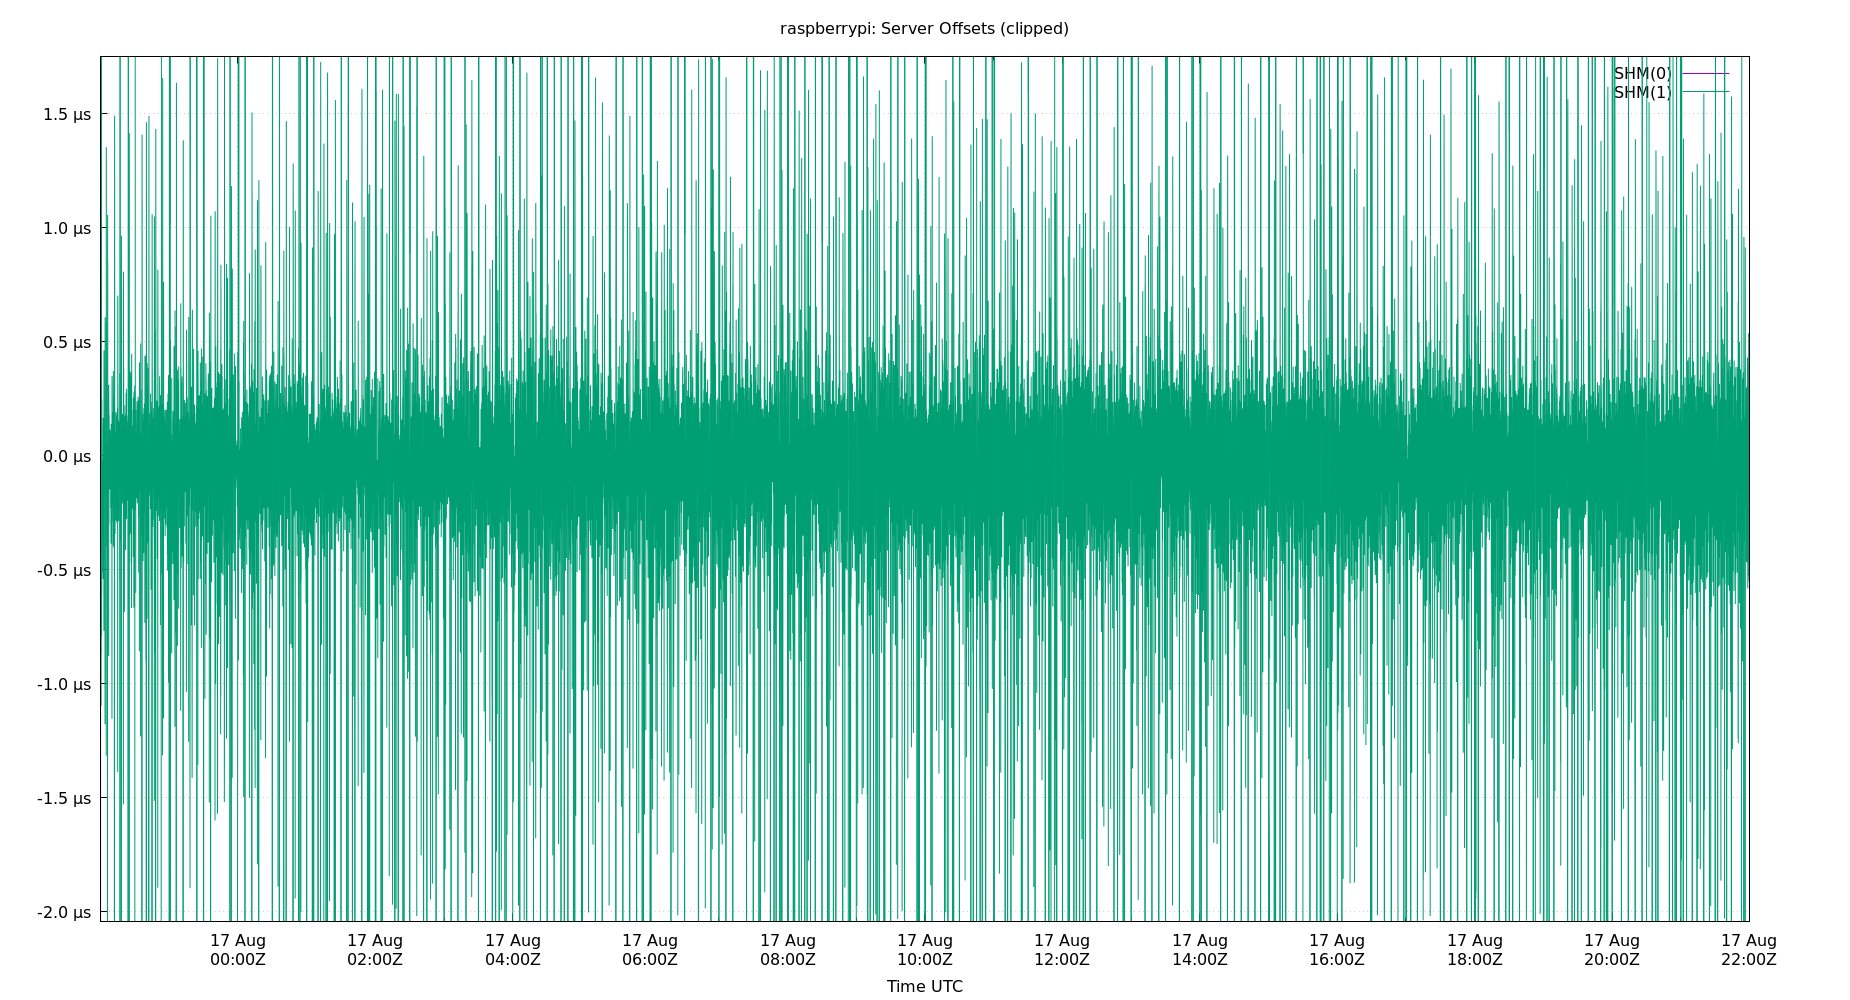 raspberrypi: Server Offsets (clipped)
SHM(0)
SHM(1)
1.5 µs
1.0 µs
0.5 µs
0.0 µs
-0.5 µs
-1.0 µs
-1.5 µs
-2.0 µs
17 Aug 17 Aug 17 Aug 17 Aug 17 Aug 17 Aug 17 Aug 17 Aug 17 Aug 17 Aug 17 Aug 17 Aug
00:00Z 02:00Z 04:00Z 06:00Z 08:00Z 10:00Z 12:00Z 14:00Z 16:00Z 18:00Z 20:00Z 22:00Z
Time UTC